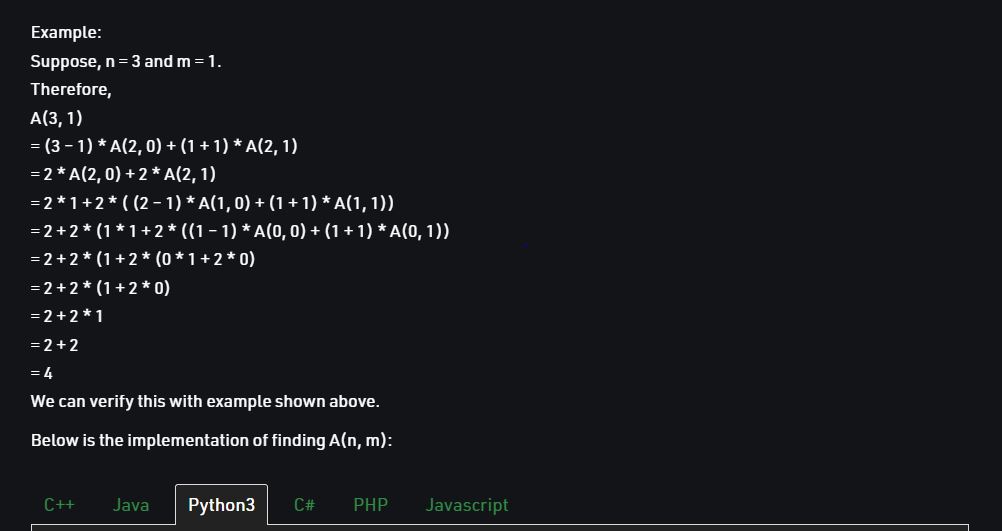 Example:
Suppose, n = 3 and m = 1.
Therefore,
A(3, 1)
= (3 – 1) * A(2, 0) + (1 + 1) * A(2, 1)
= 2 * A(2, 0) + 2 * A(2, 1)
= 2 * 1 + 2 * ( (2 – 1) * A(1, 0) + (1 + 1) * A(1, 1))
= 2 + 2 * (1 * 1 + 2 * ((1 – 1) * A(0, 0) + (1 + 1) * A(0, 1))
= 2 + 2 * (1 + 2 * (0 * 1 + 2 * 0)
= 2 + 2 * (1 + 2 * 0)
= 2 + 2 * 1
= 2 + 2
= 4
We can verify this with example shown above.
Below is the implementation of finding A(n, m):
C++ Java Python3 C# PHP Javascript